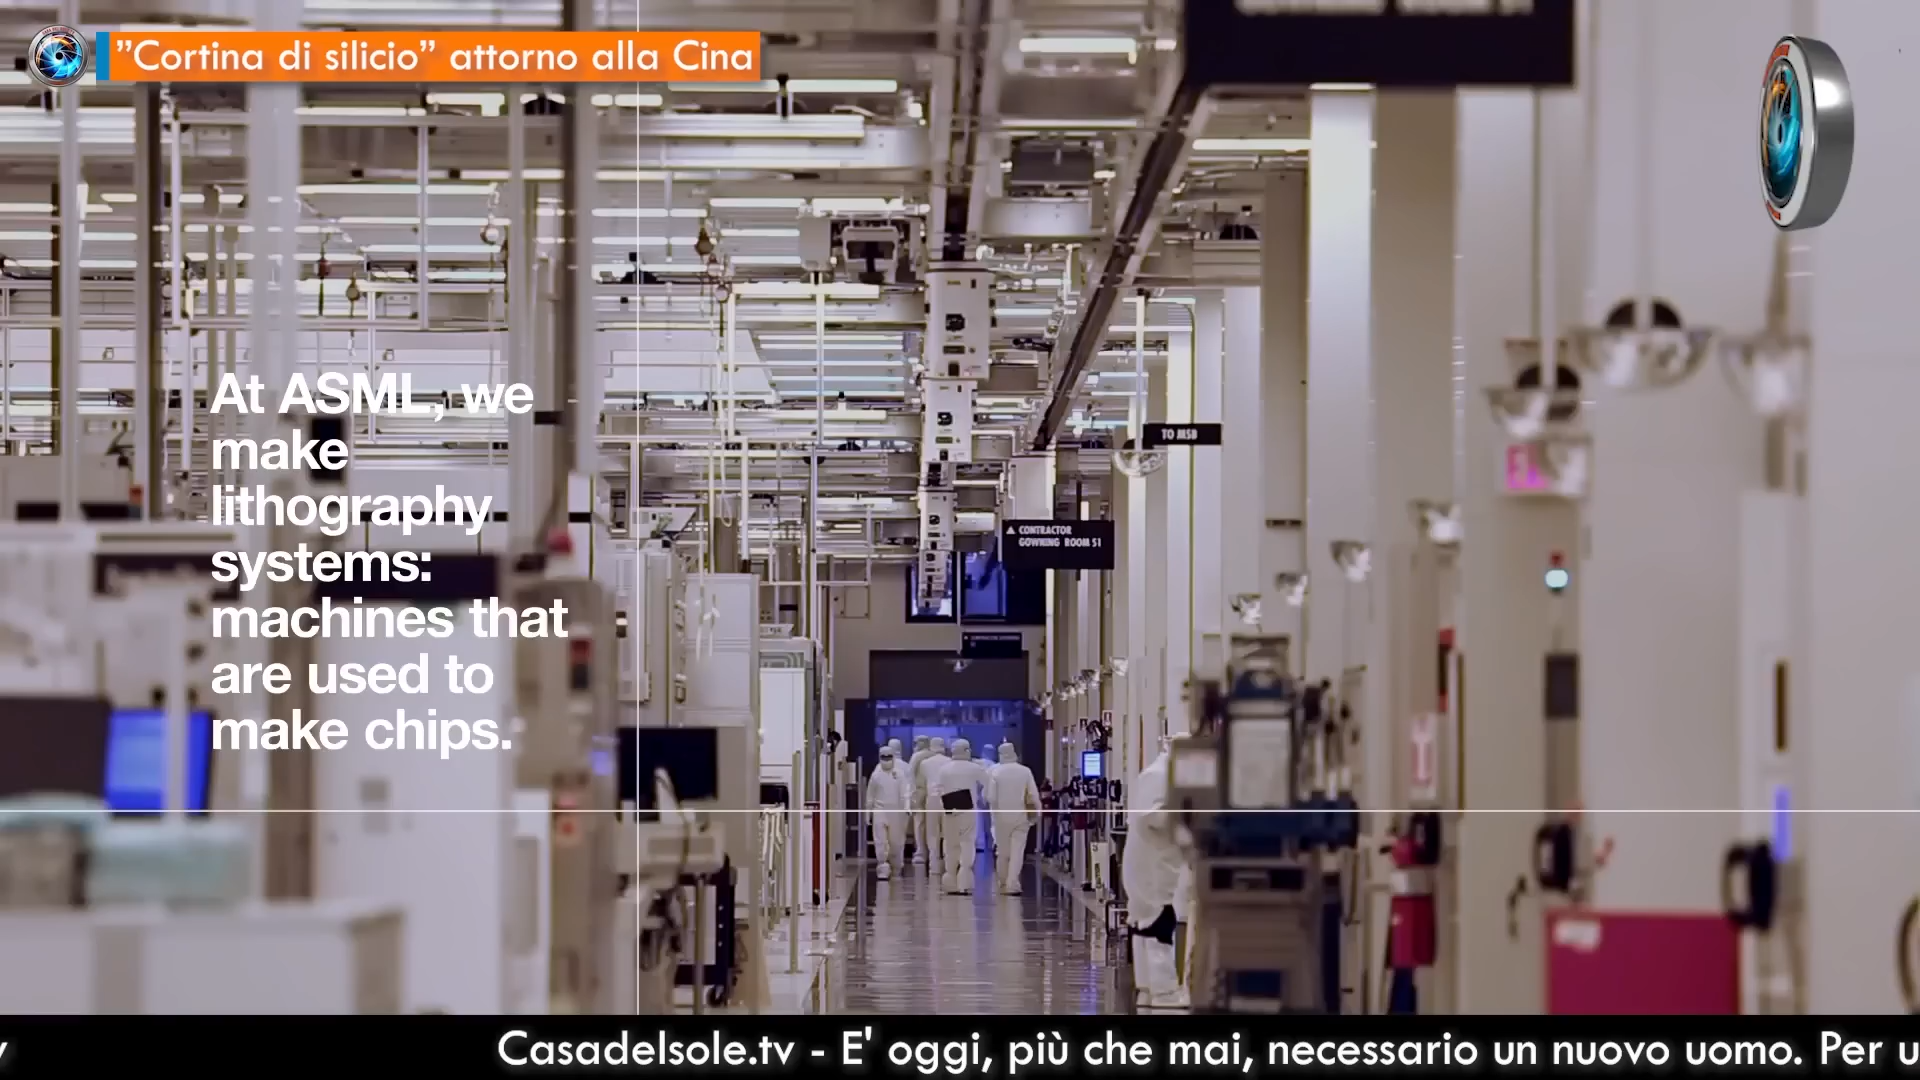 ”Cortina di silicio” attorno alla Cina
At ASML, we
make
lithography
systems:
machines that
are used to
make chips.
TO MSB
CONTRACTOR
GOWNING ROOM S1
Casadelsole.tv - E' oggi, più che mai, necessario un nuovo uomo. Per u